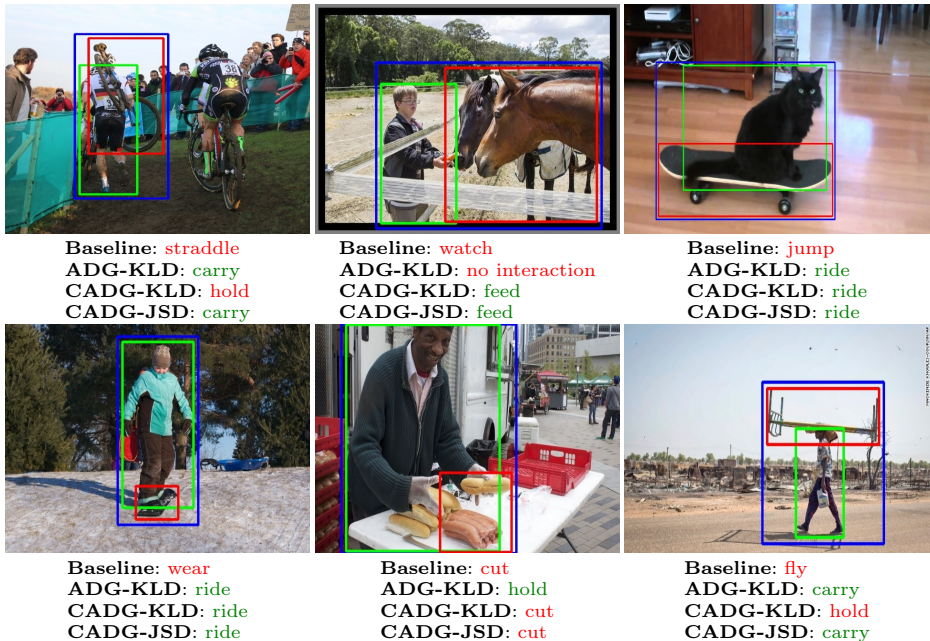 38
Baseline: straddle
ADG-KLD: carry
CADG-KLD: hold
CADG-JSD: carry
Baseline: watch
ADG-KLD: no interaction
CADG-KLD: feed
CADG-JSD: feed
Baseline: jump
ADG-KLD: ride
CADG-KLD: ride
CADG-JSD: ride
Baseline: wear
ADG-KLD: ride
CADG-KLD: ride
CADG-JSD: ride
Baseline: cut
ADG-KLD: hold
CADG-KLD: cut
CADG-JSD: cut
Baseline: fly
ADG-KLD: carry
CADG-KLD: hold
CADG-JSD: carry